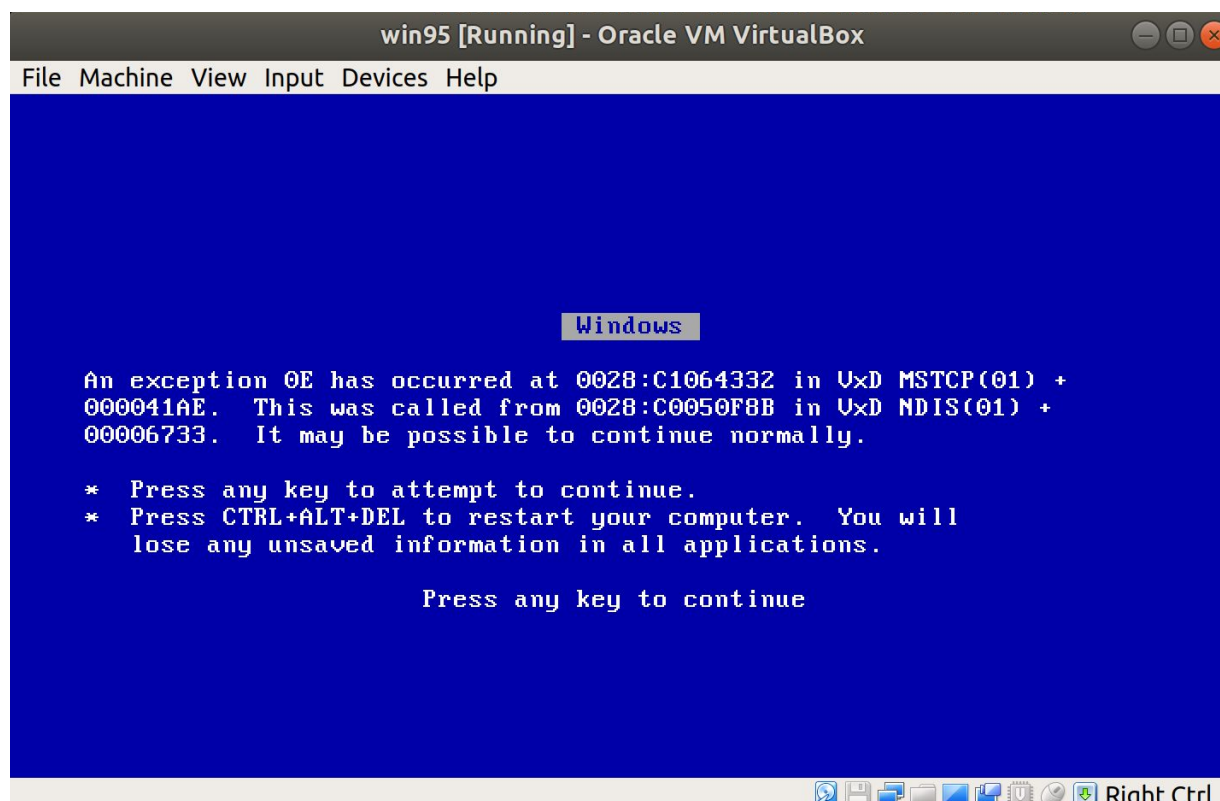 win95 [Running] - Oracle VM VirtualBox
File Machine View Input Devices Help
Windows
An exception 0E has occurred at 0028:C1064332 in VxD MSTCP(01) +
000041AE.  This was called from 0028:C0050F8B in VxD NDIS(01) +
00006733.  It may be possible to continue normally.
*  Press any key to attempt to continue.
*  Press CTRL+ALT+DEL to restart your computer.  You will
lose any unsaved information in all applications.
Press any key to continue
Right Ctrl